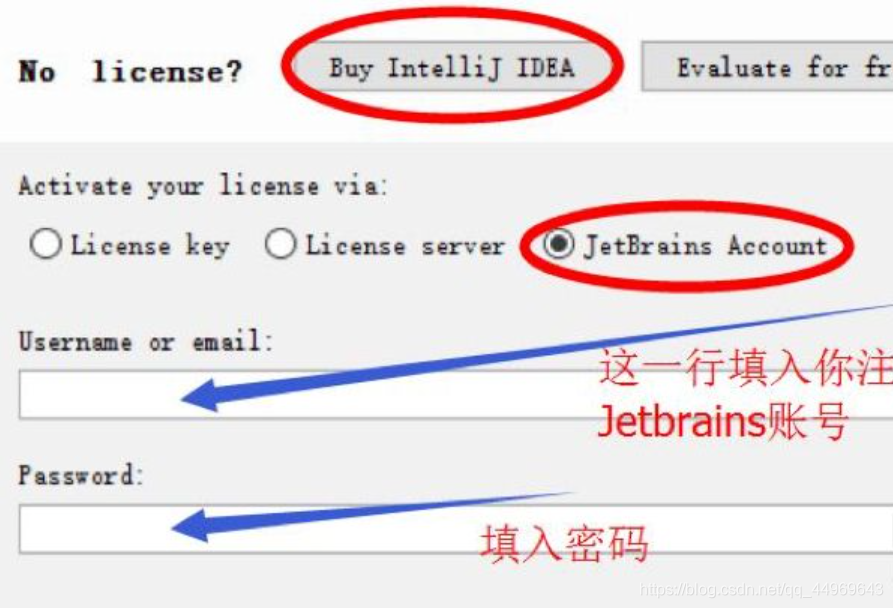 No license? Buy IntelliJ IDEA Evaluate for fr
Activate your license via:
License key License server JetBrains Account
Username or email:
这一行填入你注
Jetbrains账号
Password:
填入密码
https://blog.csdn.net/qq_44969643